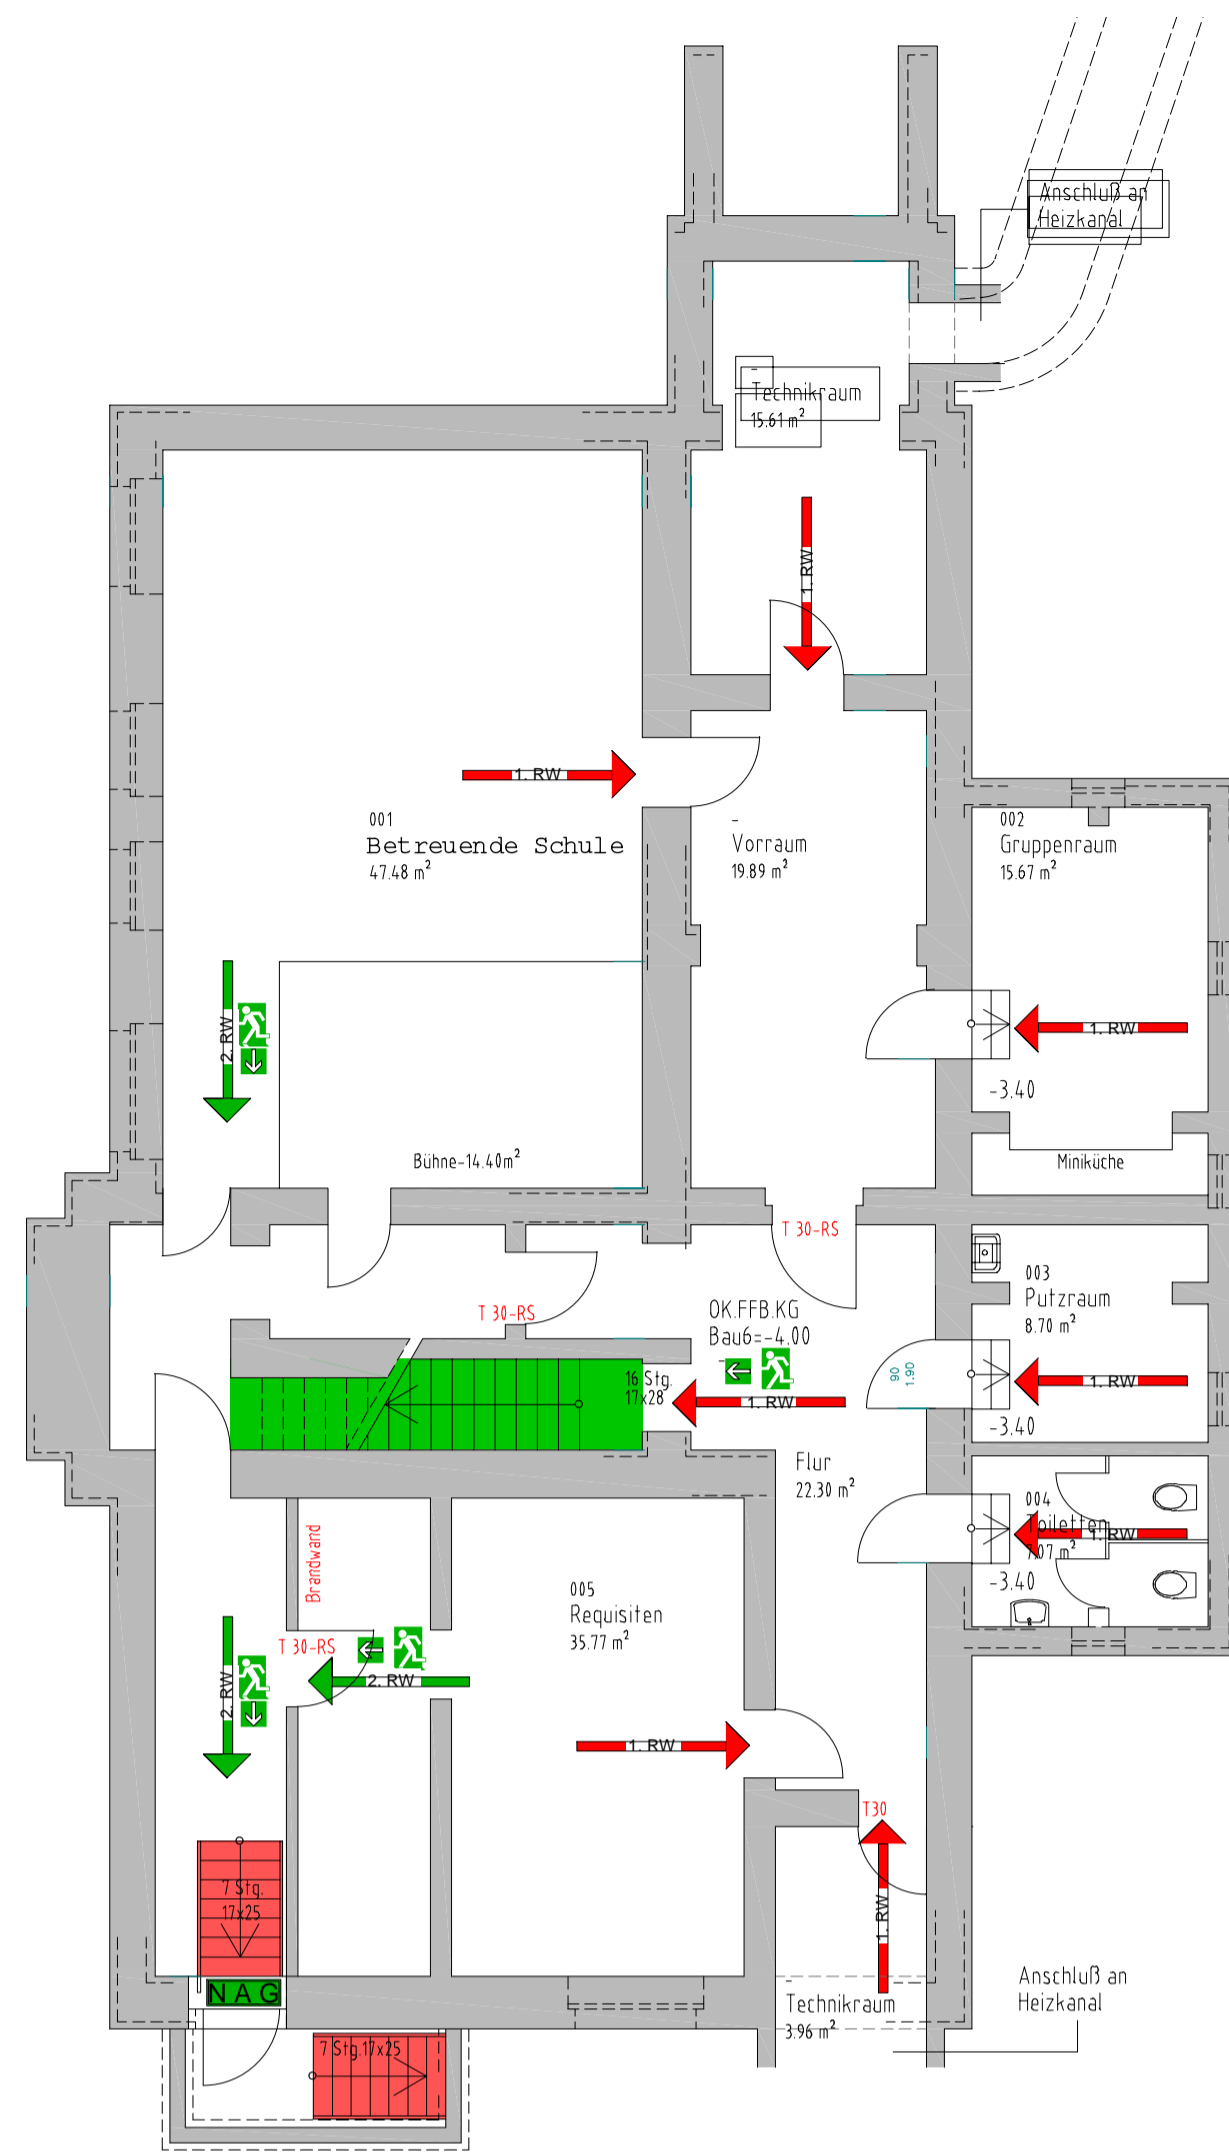 Anschluß an
Heizkanal
-
Technikraum
15.61 m²
1. RW
1. RW
001
Betreuende Schule
47.48 m²
-
Vorraum
19.89 m²
002
Gruppenraum
15.67 m²
2. RW
1. RW
-3.40
Bühne-14.40m²
Miniküche
T 30-RS
003
Putzraum
8.70 m²
T 30-RS
OK.FFB.KG
Bau6=-4.00
-
16 Stg.
17x28
1. RW
90
1.90
1. RW
-3.40
Flur
22.30 m²
004
Toiletten
7.07 m²
1. RW
-3.40
Brandwand
005
Requisiten
35.77 m²
T 30-RS
2. RW
2. RW
1. RW
T30
1. RW
7 Stg.
17x25
NAG
-
Technikraum
3.96 m²
Anschluß an
Heizkanal
7 Stg.17x25